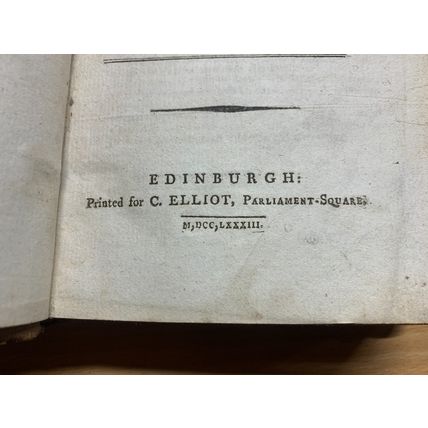 EDINBURGH:
Printed for C. ELLIOT, PARLIAMENT-SQUARE.
M,DCC,LXXXIII.